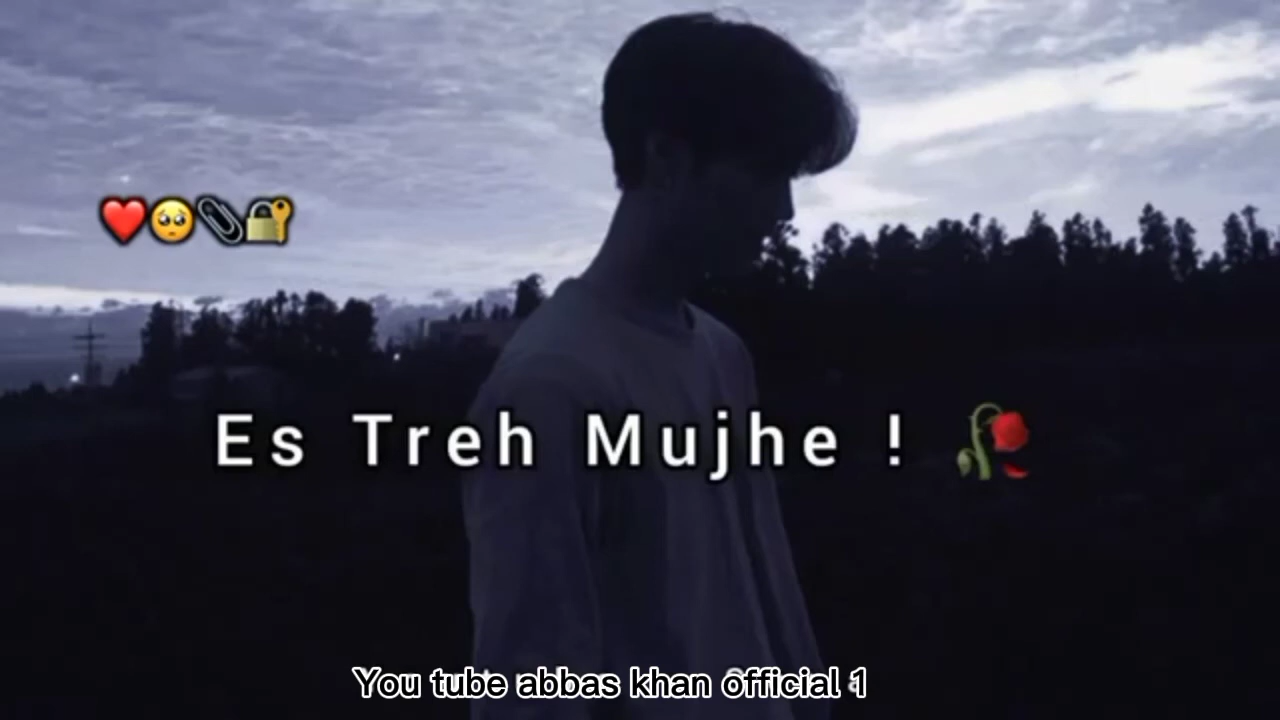 ❤️🥺📎🔐
Es Treh Mujhe ! 🥀
You tube abbas khan official 1